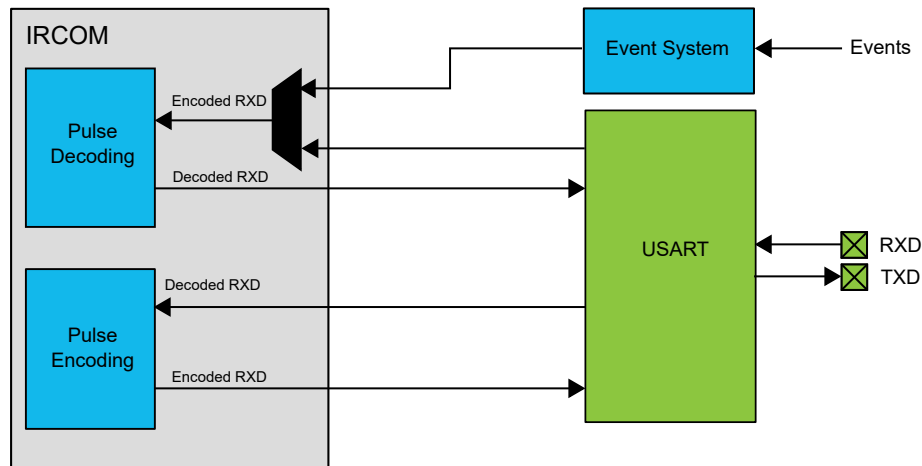 IRCOM
Event System
Events
Encoded RXD
Pulse
Decoding
Decoded RXD
USART
RXD
TXD
Decoded RXD
Pulse
Encoding
Encoded RXD